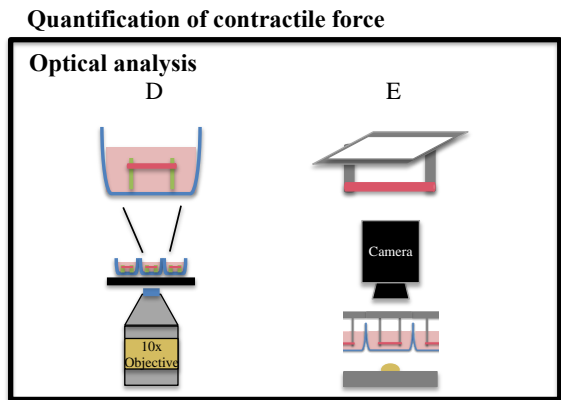 Quantification of contractile force
Optical analysis
D
E
Camera
10x
Objective